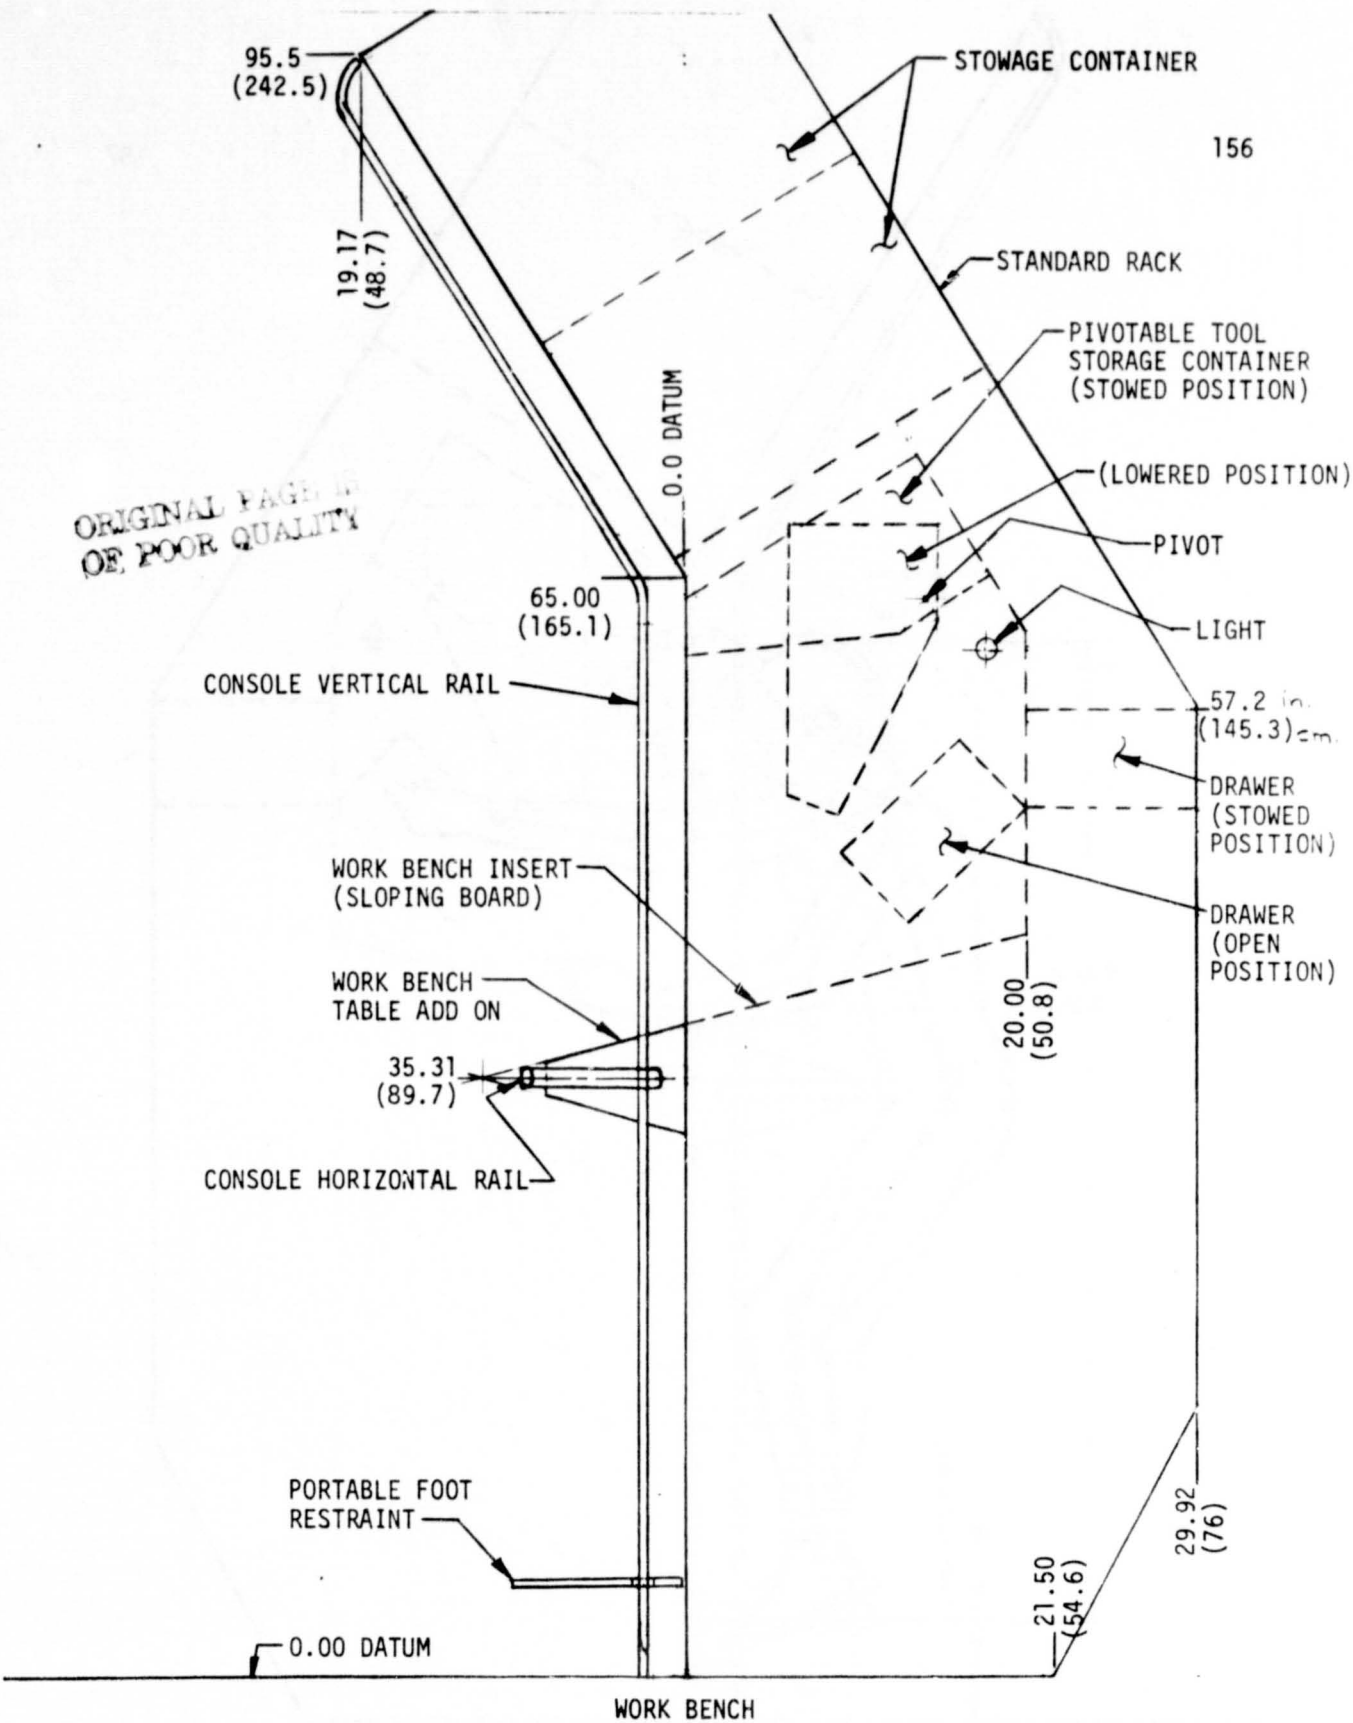 95.5
(242.5)
STOWAGE CONTAINER
156
19.17
(48.7)
STANDARD RACK
PIVOTABLE TOOL
STORAGE CONTAINER
(STOWED POSITION)
0.0 DATUM
(LOWERED POSITION)
ORIGINAL PAGE IS
OF POOR QUALITY
PIVOT
65.00
(165.1)
LIGHT
CONSOLE VERTICAL RAIL
57.2 in.
(145.3)cm.
DRAWER
(STOWED
POSITION)
WORK BENCH INSERT
(SLOPING BOARD)
DRAWER
(OPEN
POSITION)
WORK BENCH
TABLE ADD ON
20.00
(50.8)
35.31
(89.7)
CONSOLE HORIZONTAL RAIL
PORTABLE FOOT
RESTRAINT
29.92
(76)
21.50
(54.6)
0.00 DATUM
WORK BENCH